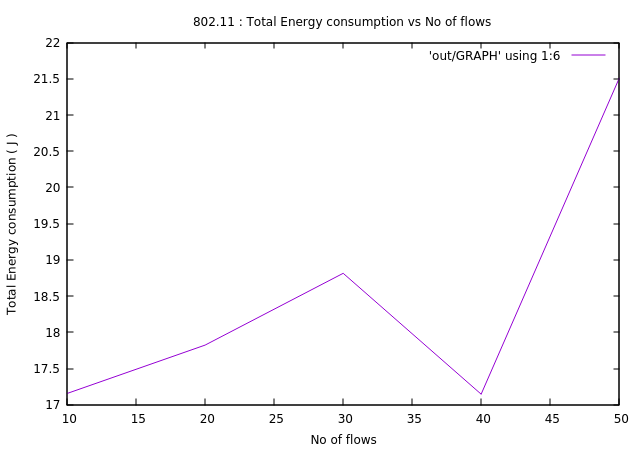 802.11 : Total Energy consumption vs No of flows
'out/GRAPH' using 1:6
Total Energy consumption ( J )
22
21.5
21
20.5
20
19.5
19
18.5
18
17.5
17
10 15 20 25 30 35 40 45 50
No of flows